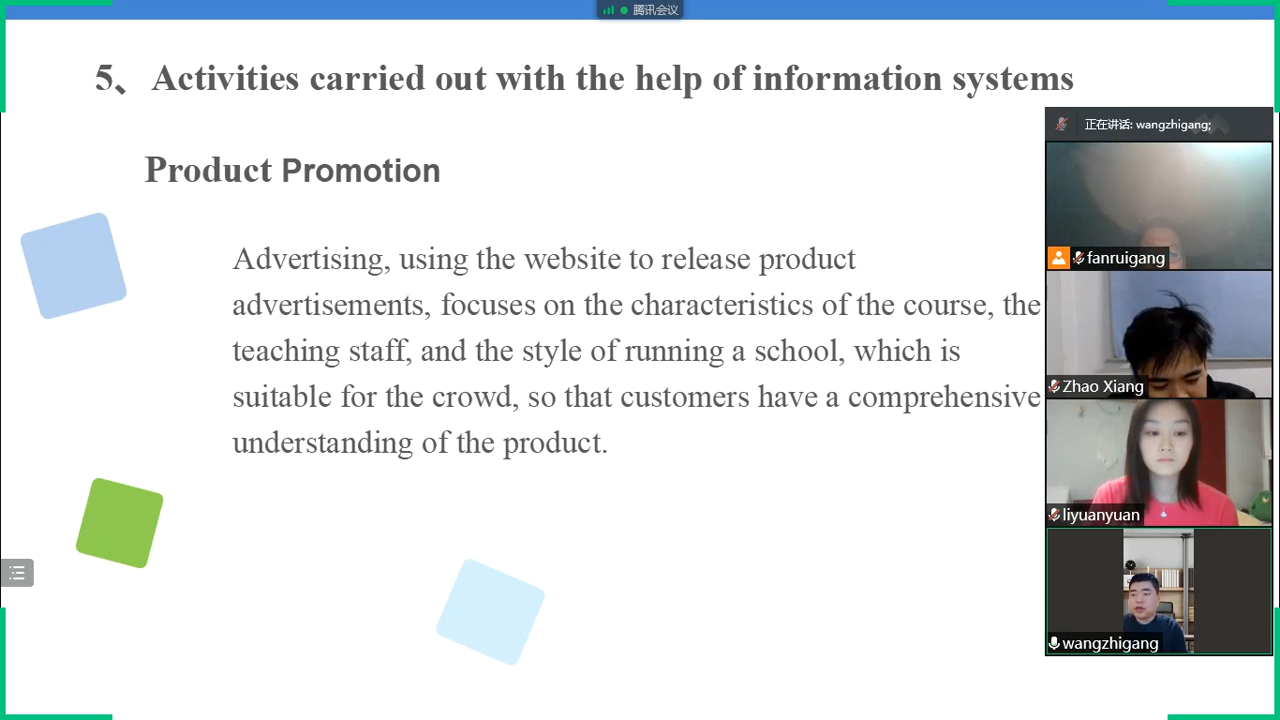 腾讯会议
5、 Activities carried out with the help of information systems
正在讲话: wangzhigang;
Product Promotion
fanruigang
Advertising, using the website to release product
advertisements, focuses on the characteristics of the course, the
teaching staff, and the style of running a school, which is
suitable for the crowd, so that customers have a comprehensive
understanding of the product.
Zhao Xiang
liyuanyuan
wangzhigang